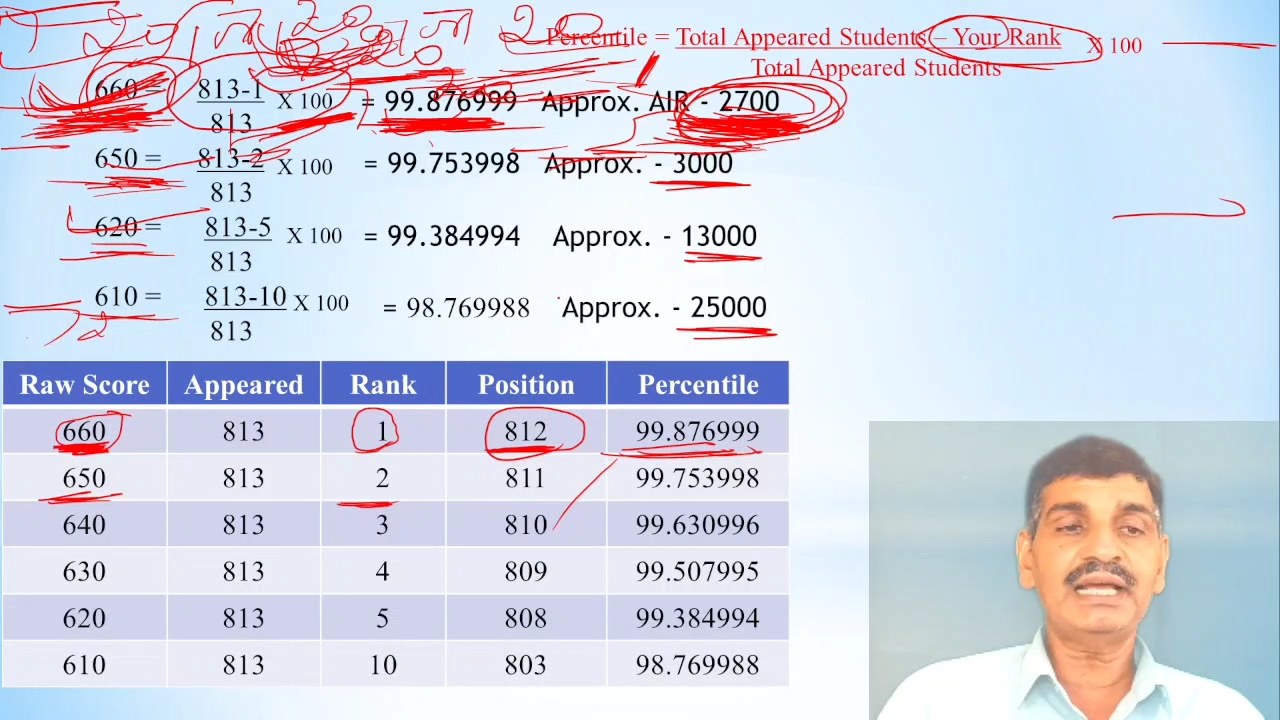 Percentile = Total Appeared Students – Your Rank X 100
Total Appeared Students
660 = 813-1 X 100 = 99.876999 Approx. AIR - 2700
813
650 = 813-2 X 100 = 99.753998 Approx. - 3000
813
620 = 813-5 X 100 = 99.384994 Approx. - 13000
813
610 = 813-10 X 100 = 98.769988 Approx. - 25000
813
Raw Score Appeared Rank Position Percentile
660 813 1 812 99.876999
650 813 2 811 99.753998
640 813 3 810 99.630996
630 813 4 809 99.507995
620 813 5 808 99.384994
610 813 10 803 98.769988